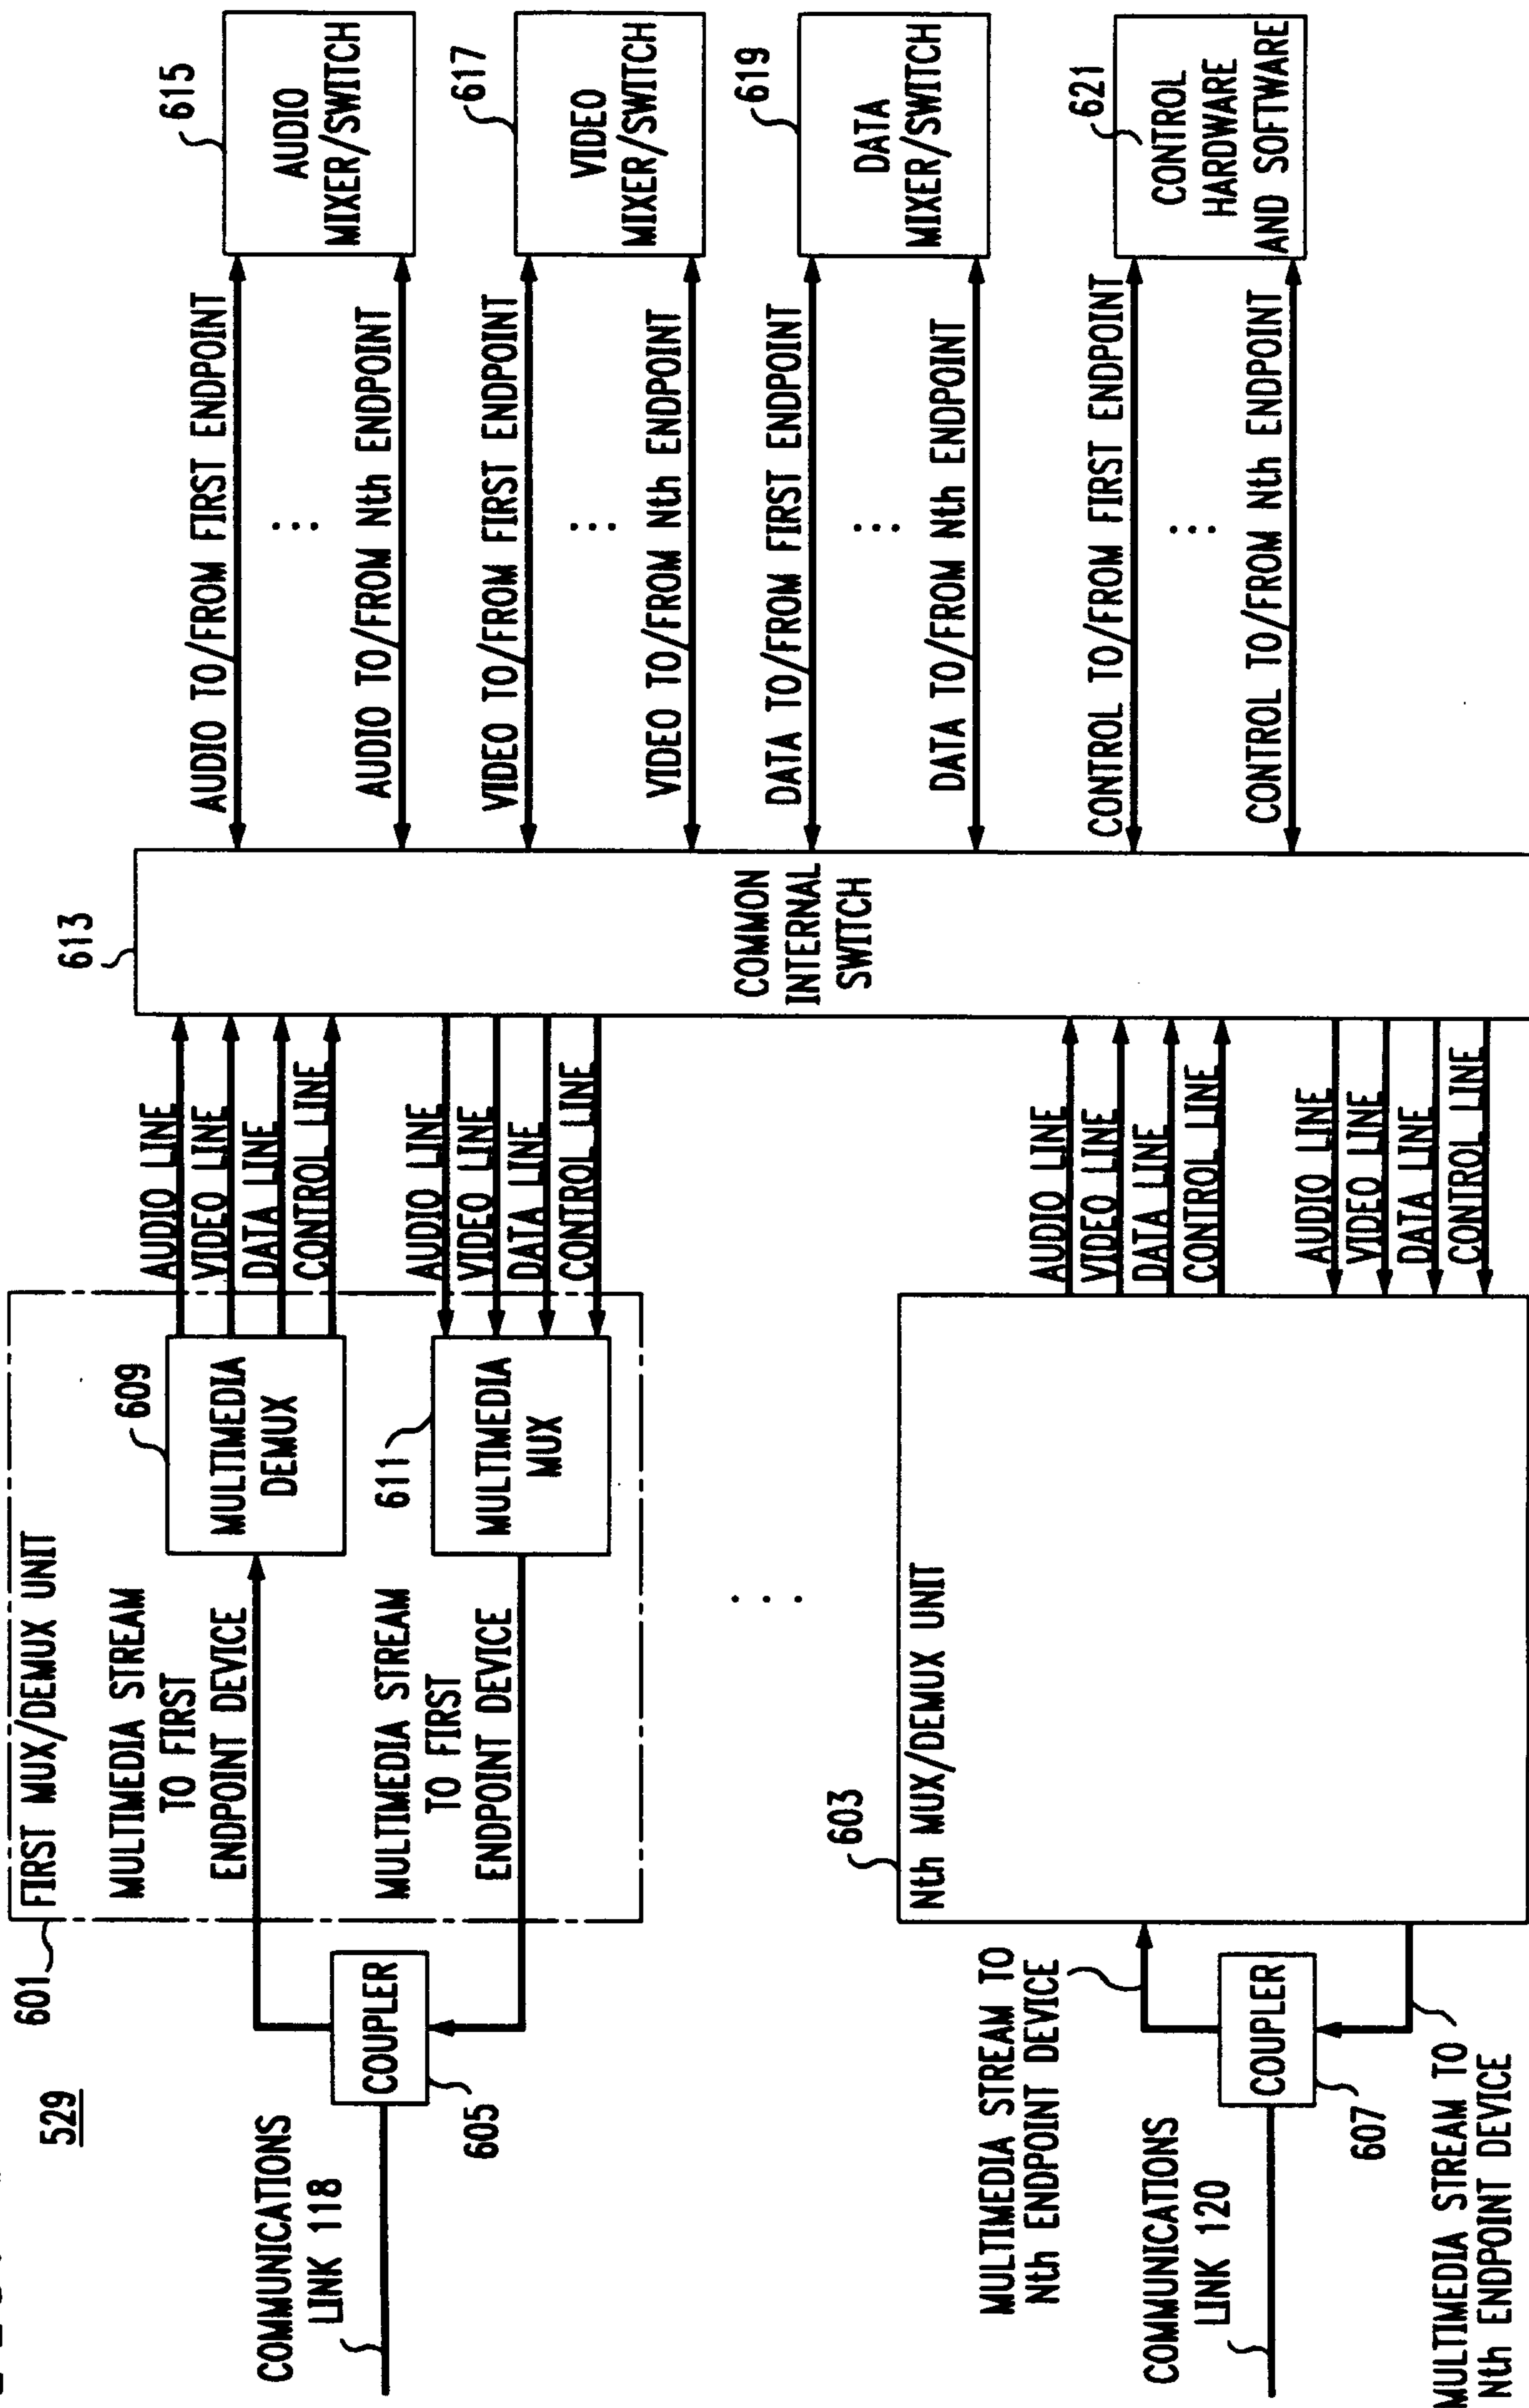 529
601
FIRST MUX/DEMUX UNIT
MULTIMEDIA STREAM
TO FIRST
ENDPOINT DEVICE
609
MULTIMEDIA
DEMUX
AUDIO LINE
VIDEO LINE
DATA LINE
CONTROL LINE
MULTIMEDIA STREAM
TO FIRST
ENDPOINT DEVICE
611
MULTIMEDIA
MUX
AUDIO LINE
VIDEO LINE
DATA LINE
CONTROL LINE
COMMUNICATIONS
LINK 118
COUPLER
605
613
COMMON
INTERNAL
SWITCH
AUDIO TO/FROM FIRST ENDPOINT
...
AUDIO TO/FROM Nth ENDPOINT
615
AUDIO
MIXER/SWITCH
VIDEO TO/FROM FIRST ENDPOINT
...
VIDEO TO/FROM Nth ENDPOINT
617
VIDEO
MIXER/SWITCH
DATA TO/FROM FIRST ENDPOINT
...
DATA TO/FROM Nth ENDPOINT
619
DATA
MIXER/SWITCH
CONTROL TO/FROM FIRST ENDPOINT
...
CONTROL TO/FROM Nth ENDPOINT
621
CONTROL
HARDWARE
AND SOFTWARE
...
603
Nth MUX/DEMUX UNIT
AUDIO LINE
VIDEO LINE
DATA LINE
CONTROL LINE
AUDIO LINE
VIDEO LINE
DATA LINE
CONTROL LINE
MULTIMEDIA STREAM TO
Nth ENDPOINT DEVICE
COMMUNICATIONS
LINK 120
COUPLER
607
MULTIMEDIA STREAM TO
Nth ENDPOINT DEVICE